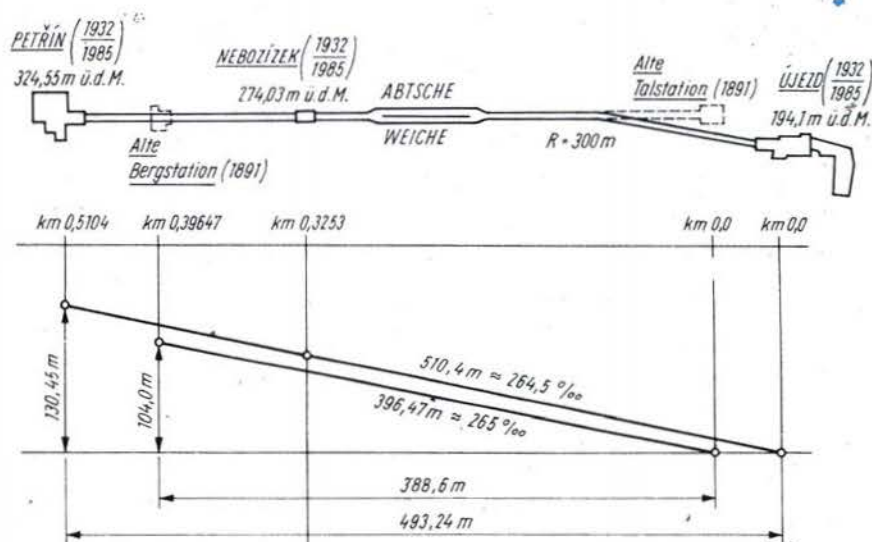 PETŘÍN (1932/1985)
324,55 m ü.d.M.
NEBOZÍZEK (1932/1985)
274,03 m ü.d.M.
ABTSCHE
WEICHE
Alte
Talstation (1891)
ÚJEZD (1932/1985)
194,1 m ü.d.M.
Alte
Bergstation (1891)
R = 300 m
km 0,5104
km 0,39647
km 0,3253
km 0,0
km 0,0
130,45 m
104,0 m
510,4 m ≈ 264,5 ‰
396,47 m ≈ 265 ‰
388,6 m
493,24 m